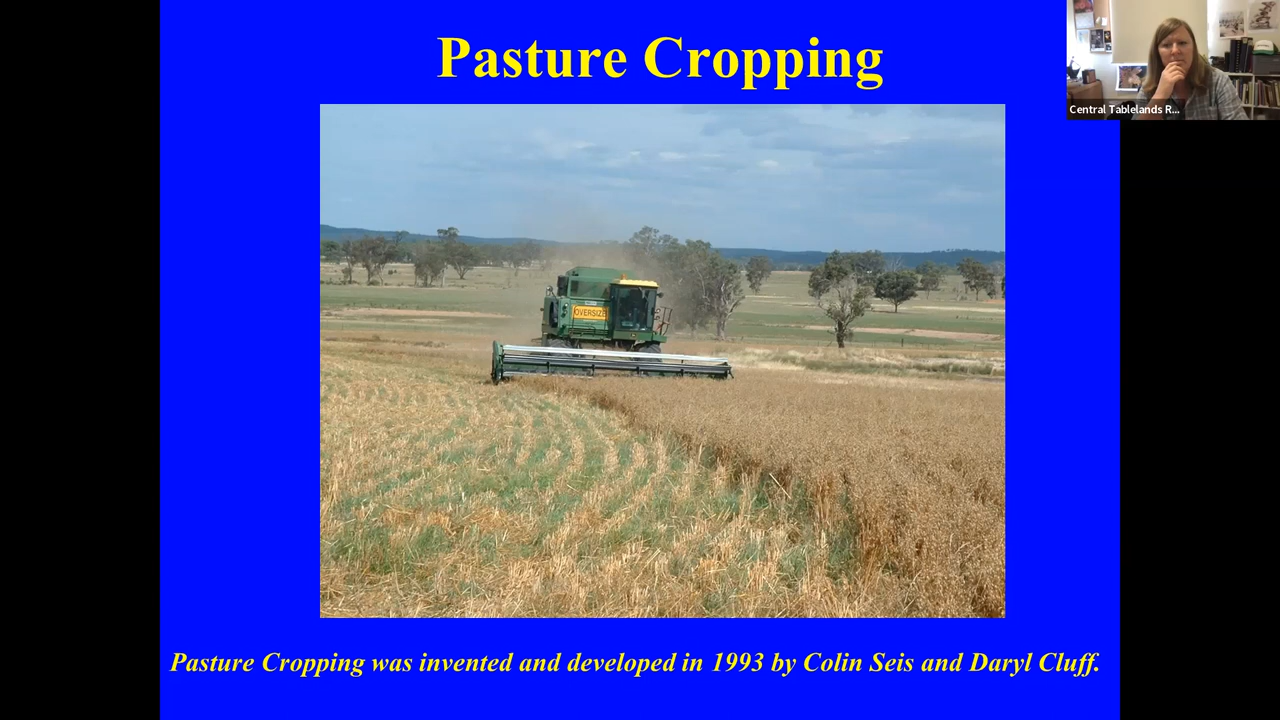 Pasture Cropping
Central Tablelands R...
OVERSIZE
Pasture Cropping was invented and developed in 1993 by Colin Seis and Daryl Cluff.